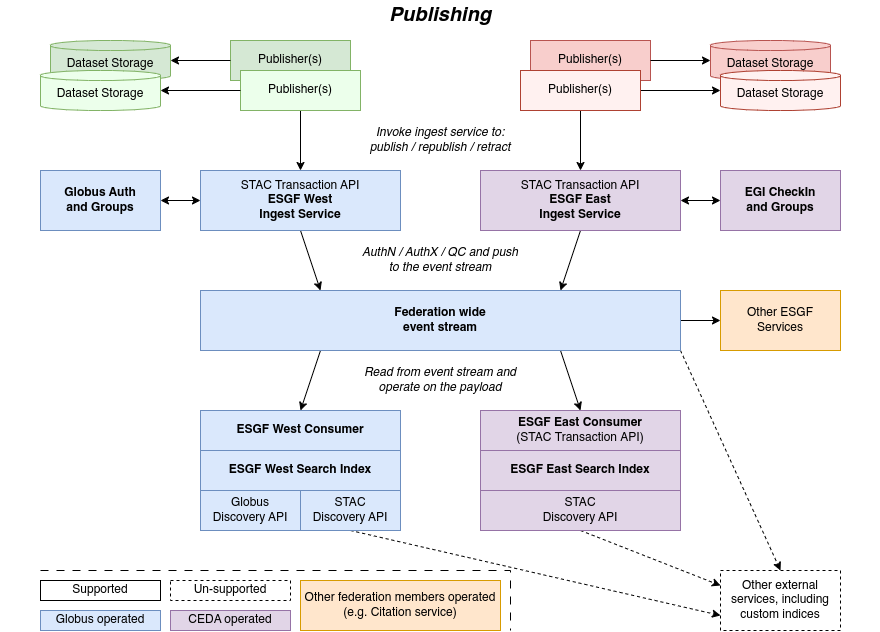 Publishing
Dataset Storage
Publisher(s)
Publisher(s)
Dataset Storage
Dataset Storage
Publisher(s)
Publisher(s)
Dataset Storage
Invoke ingest service to:
publish / republish / retract
Globus Auth
and Groups
STAC Transaction API
ESGF West
Ingest Service
STAC Transaction API
ESGF East
Ingest Service
EGI CheckIn
and Groups
AuthN / AuthX / QC and push
to the event stream
Federation wide
event stream
Other ESGF
Services
Read from event stream and
operate on the payload
ESGF West Consumer
ESGF West Search Index
Globus
Discovery API
STAC
Discovery API
ESGF East Consumer
(STAC Transaction API)
ESGF East Search Index
STAC
Discovery API
Other external
services, including
custom indices
Supported
Un-supported
Globus operated
CEDA operated
Other federation members operated
(e.g. Citation service)